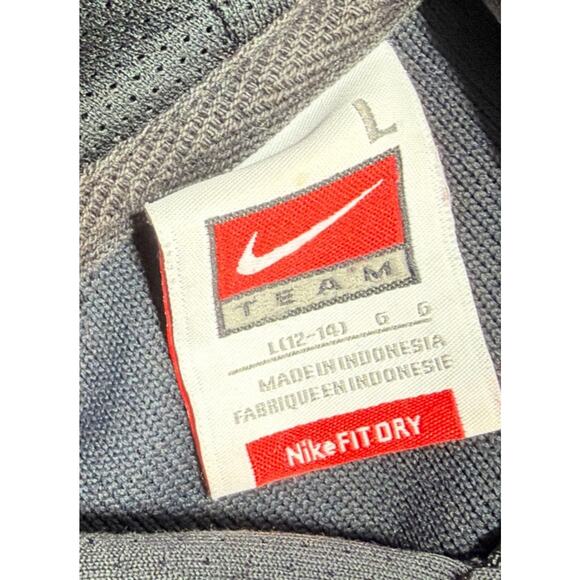 L
TEAM
L(12-14) G G
MADE IN INDONESIA
FABRIQUE EN INDONESIE
Nike FIT DRY